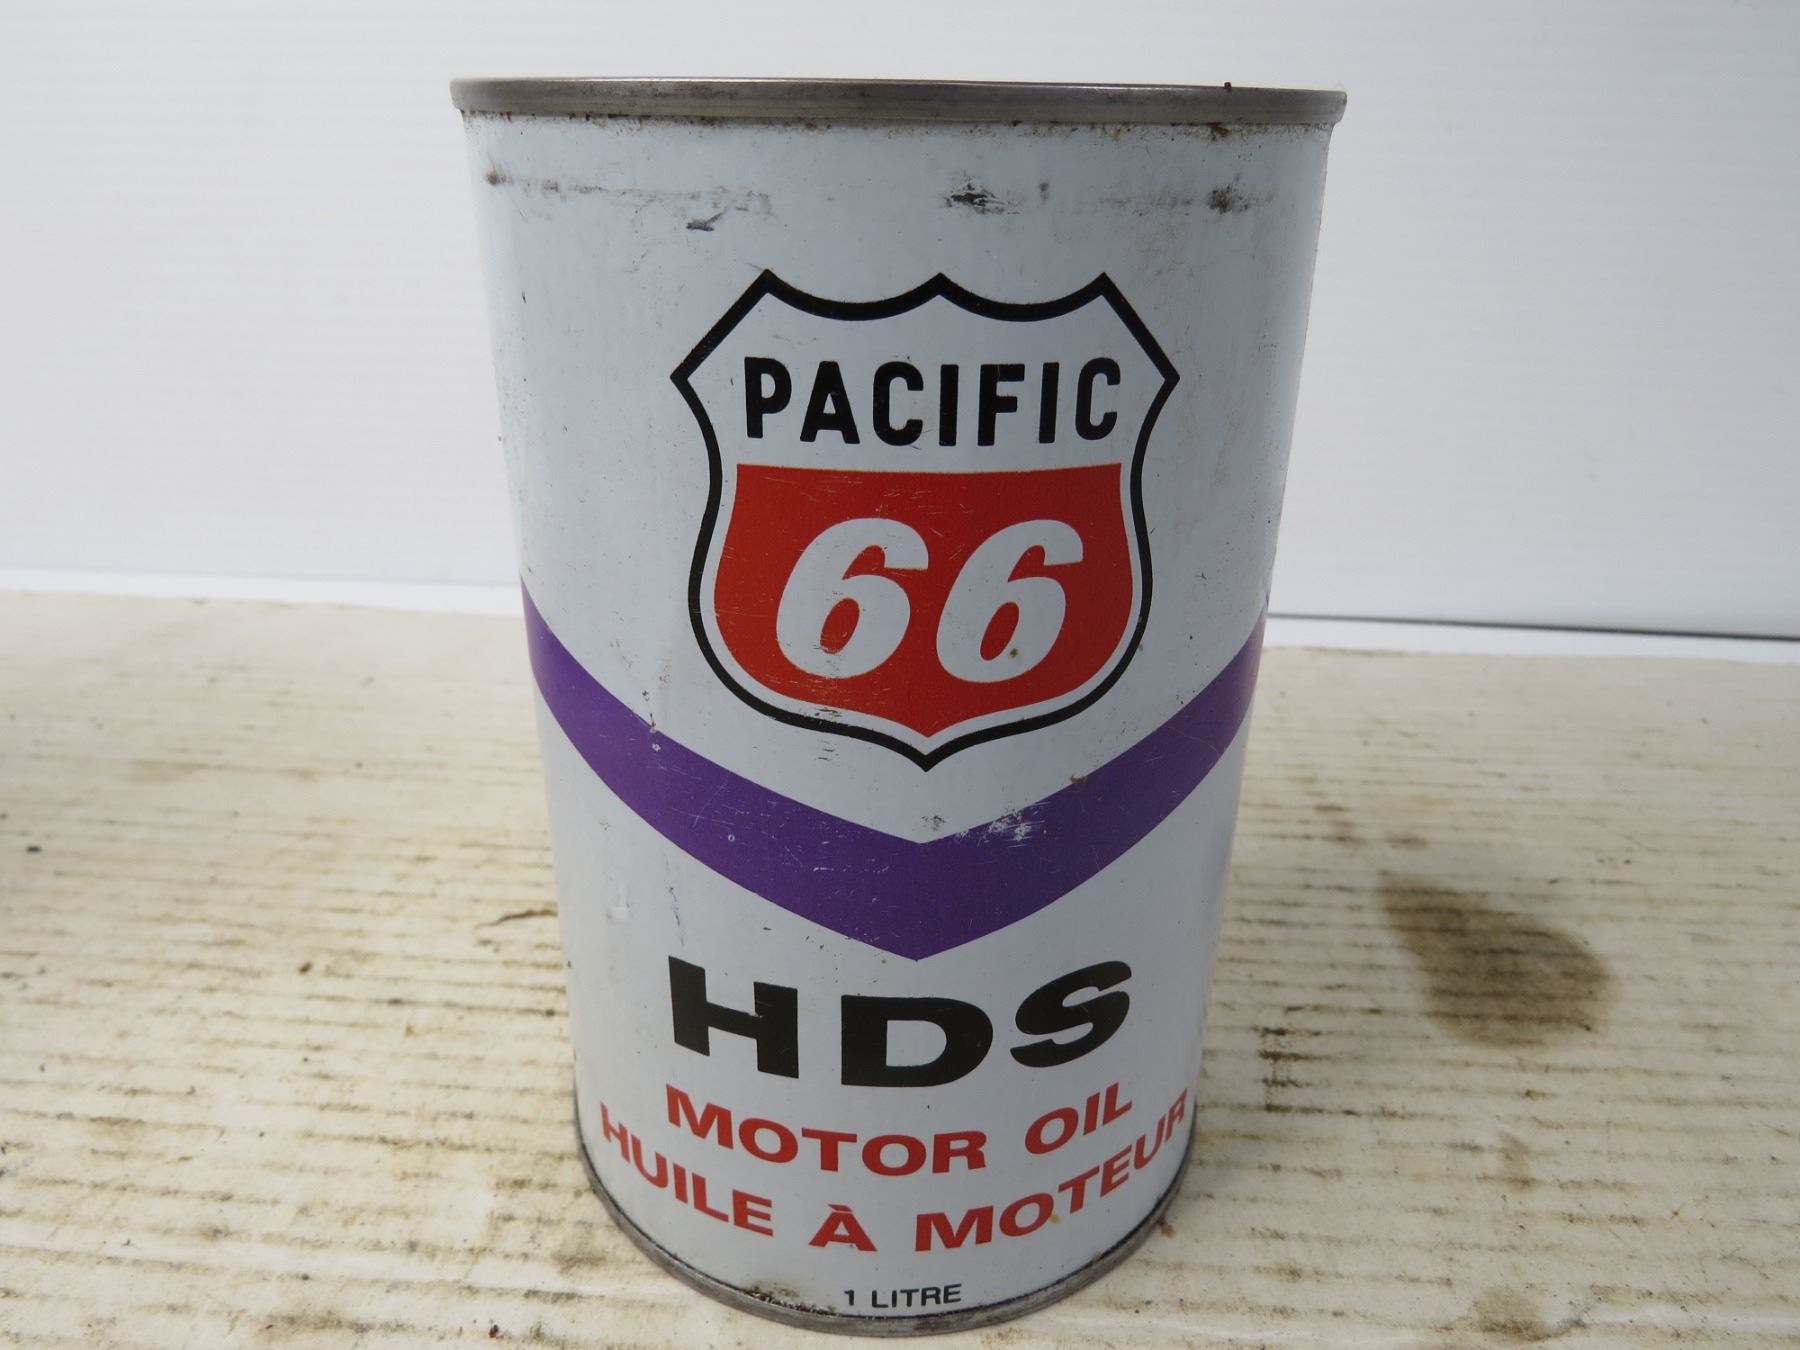 PACIFIC
66
HDS
MOTOR OIL
HUILE À MOTEUR
1 LITRE